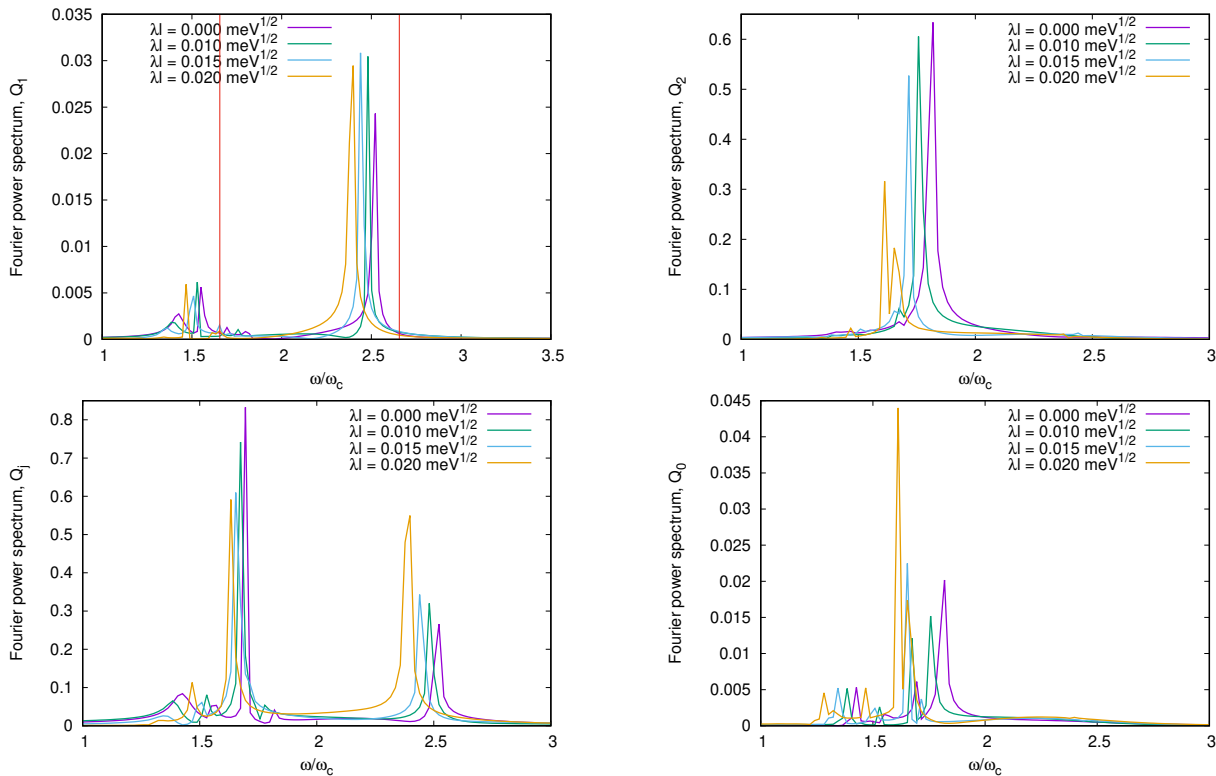 Fourier power spectrum, Q1
0.035
0.03
0.025
0.02
0.015
0.01
0.005
0
1
1.5
2
2.5
3
3.5
ω/ωc
λl = 0.000 meV1/2
λl = 0.010 meV1/2
λl = 0.015 meV1/2
λl = 0.020 meV1/2
Fourier power spectrum, Q2
0.6
0.5
0.4
0.3
0.2
0.1
0
1
1.5
2
2.5
3
ω/ωc
λl = 0.000 meV1/2
λl = 0.010 meV1/2
λl = 0.015 meV1/2
λl = 0.020 meV1/2
Fourier power spectrum, Qj
0.8
0.7
0.6
0.5
0.4
0.3
0.2
0.1
0
1
1.5
2
2.5
3
ω/ωc
λl = 0.000 meV1/2
λl = 0.010 meV1/2
λl = 0.015 meV1/2
λl = 0.020 meV1/2
Fourier power spectrum, Q0
0.045
0.04
0.035
0.03
0.025
0.02
0.015
0.01
0.005
0
1
1.5
2
2.5
3
ω/ωc
λl = 0.000 meV1/2
λl = 0.010 meV1/2
λl = 0.015 meV1/2
λl = 0.020 meV1/2